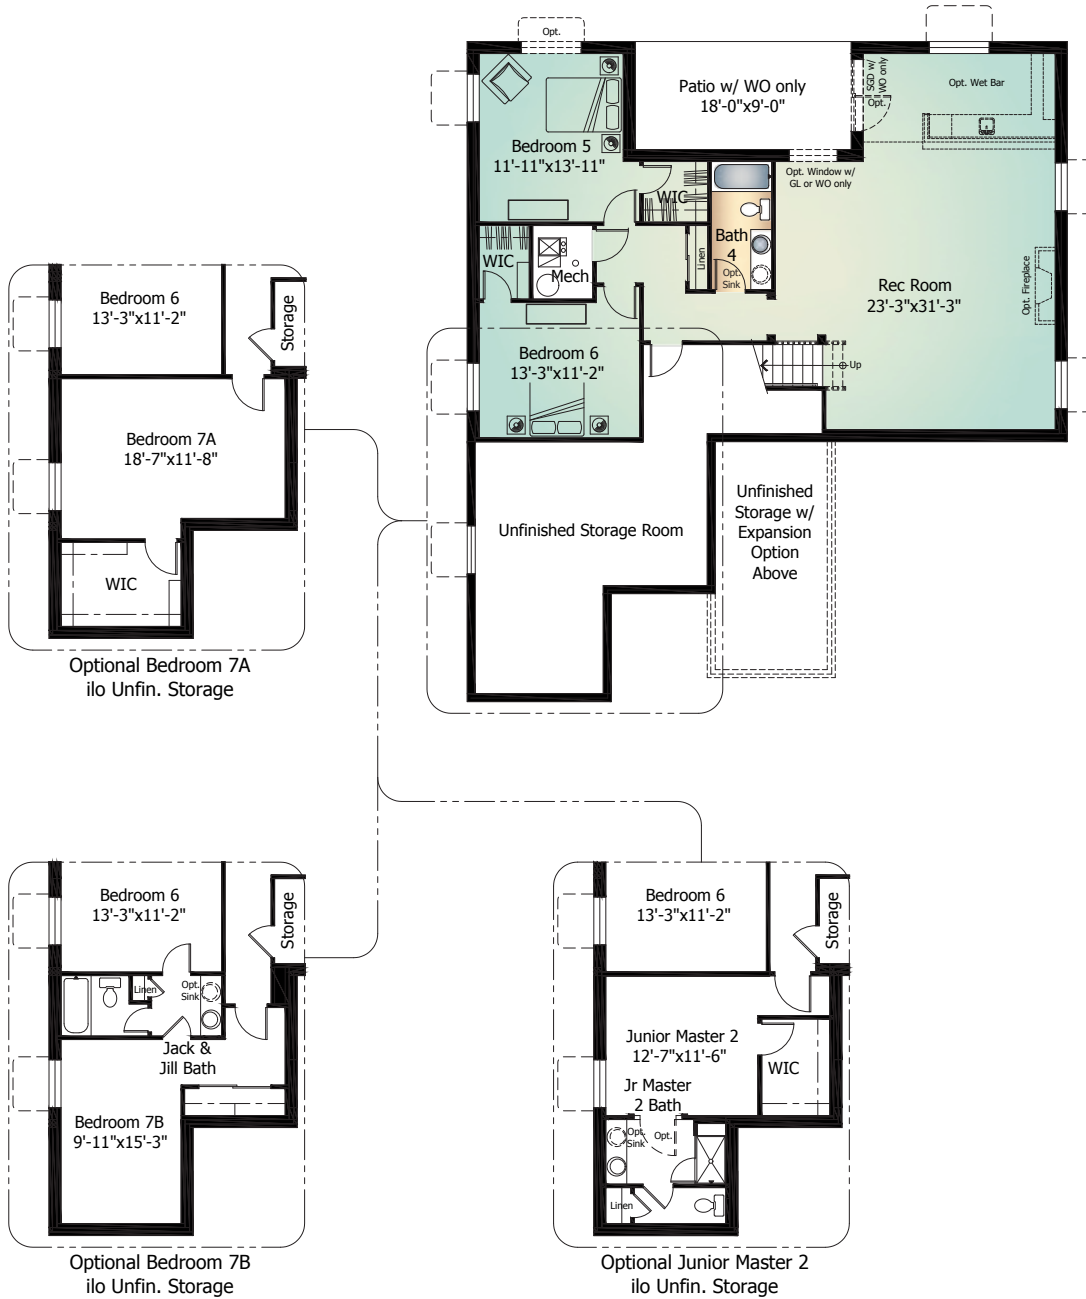 Opt.
Patio w/ WO only
18'-0"x9'-0"
SGD w/
WO only
Opt.
Opt. Wet Bar
Bedroom 5
11'-11"x13'-11"
Opt. Window w/
GL or WO only
WIC
WIC
Mech
Linen
Bath
4
Opt.
Sink
Rec Room
23'-3"x31'-3"
Opt. Fireplace
Bedroom 6
13'-3"x11'-2"
Up
Unfinished Storage Room
Unfinished
Storage w/
Expansion
Option
Above
Bedroom 6
13'-3"x11'-2"
Storage
Bedroom 7A
18'-7"x11'-8"
WIC
Optional Bedroom 7A
ilo Unfin. Storage
Bedroom 6
13'-3"x11'-2"
Storage
Linen
Opt.
Sink
Jack &
Jill Bath
Bedroom 7B
9'-11"x15'-3"
Optional Bedroom 7B
ilo Unfin. Storage
Bedroom 6
13'-3"x11'-2"
Storage
Junior Master 2
12'-7"x11'-6"
WIC
Jr Master
2 Bath
Opt.
Sink
Opt.
Linen
Optional Junior Master 2
ilo Unfin. Storage